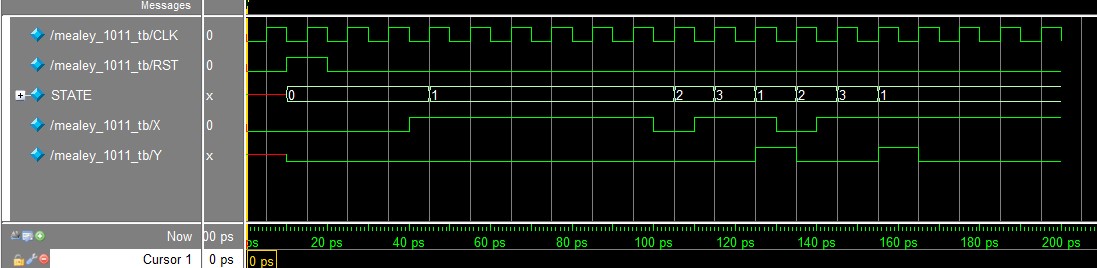 Messages
/mealey_1011_tb/CLK 0
/mealey_1011_tb/RST 0 0
STATE x 0 1 2 3 1 2 3 1
/mealey_1011_tb/X 0
/mealey_1011_tb/Y x
Now 00 ps ps 20 ps 40 ps 60 ps 80 ps 100 ps 120 ps 140 ps 160 ps 180 ps 200 ps
Cursor 1 0 ps 0 ps